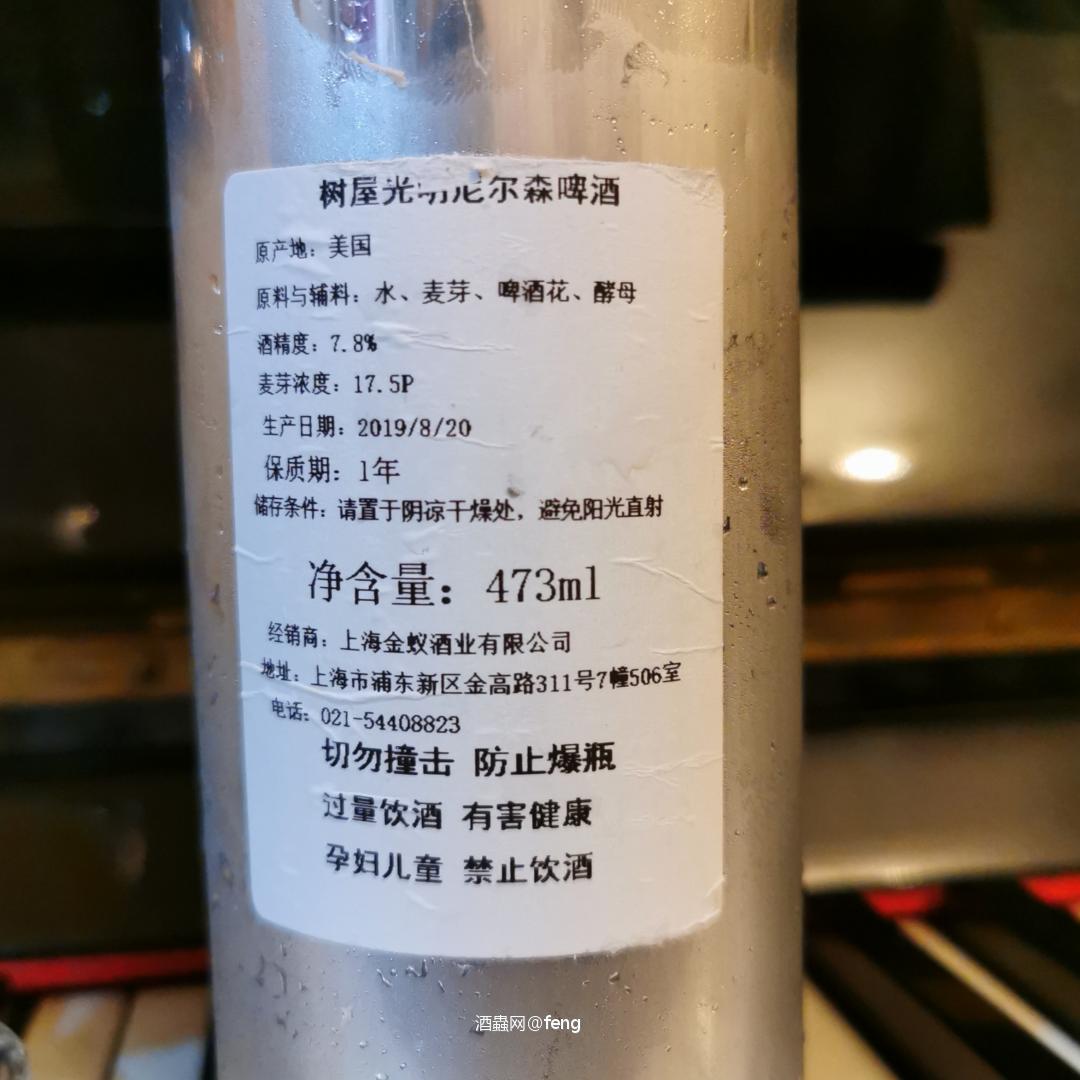 树屋光 尔森啤酒
原产地：美国
原料与辅料：水、麦芽、啤酒花、酵母
酒精度：7.8%
麦芽浓度：17.5P
生产日期：2019/8/20
保质期：1年
储存条件：请置于阴凉干燥处，避免阳光直射
净含量：473ml
经销商：上海金蚁酒业有限公司
地址：上海市浦东新区金高路311号7幢506室
电话：021-54408823
切勿撞击 防止爆瓶
过量饮酒 有害健康
孕妇儿童 禁止饮酒
酒蟲网@feng